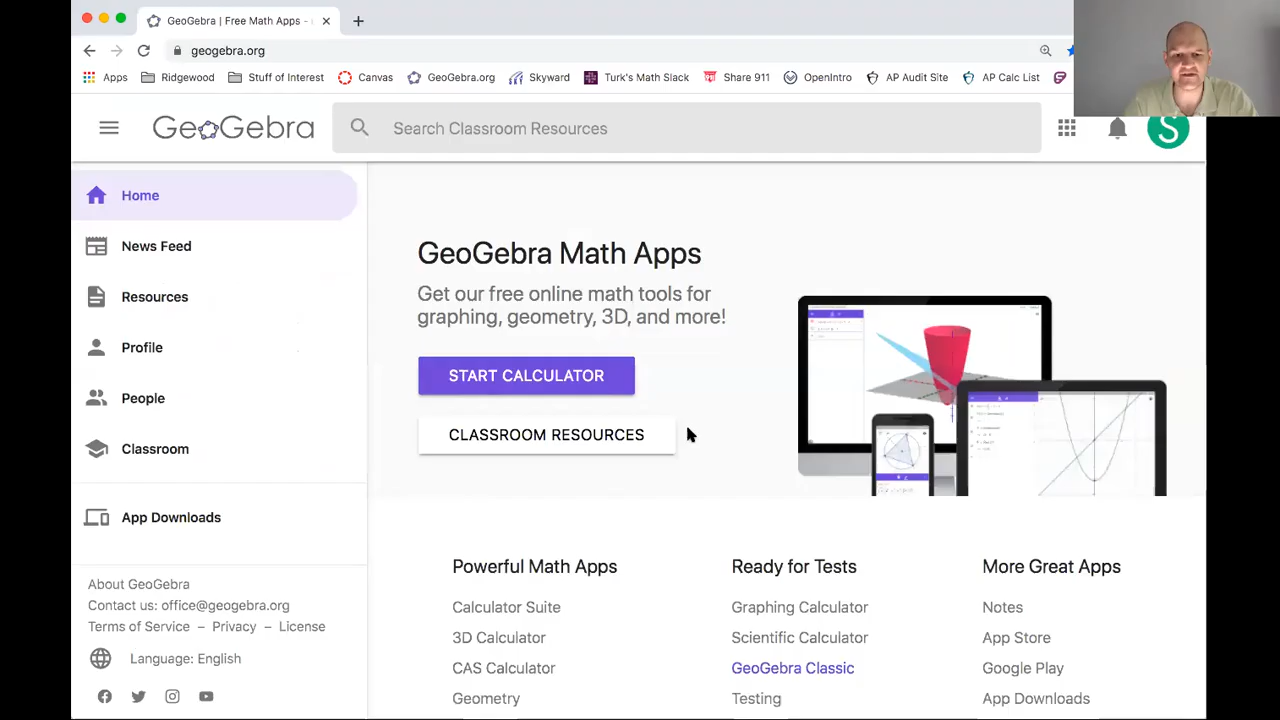 GeoGebra | Free Math Apps -
geogebra.org
Apps
Ridgewood
Stuff of Interest
Canvas
GeoGebra.org
Skyward
Turk's Math Slack
Share 911
OpenIntro
AP Audit Site
AP Calc List
GeoGebra
Search Classroom Resources
S
Home
News Feed
Resources
Profile
People
Classroom
App Downloads
About GeoGebra
Contact us: office@geogebra.org
Terms of Service – Privacy – License
Language: English
GeoGebra Math Apps
Get our free online math tools for
graphing, geometry, 3D, and more!
START CALCULATOR
CLASSROOM RESOURCES
Powerful Math Apps
Calculator Suite
3D Calculator
CAS Calculator
Geometry
Ready for Tests
Graphing Calculator
Scientific Calculator
GeoGebra Classic
Testing
More Great Apps
Notes
App Store
Google Play
App Downloads